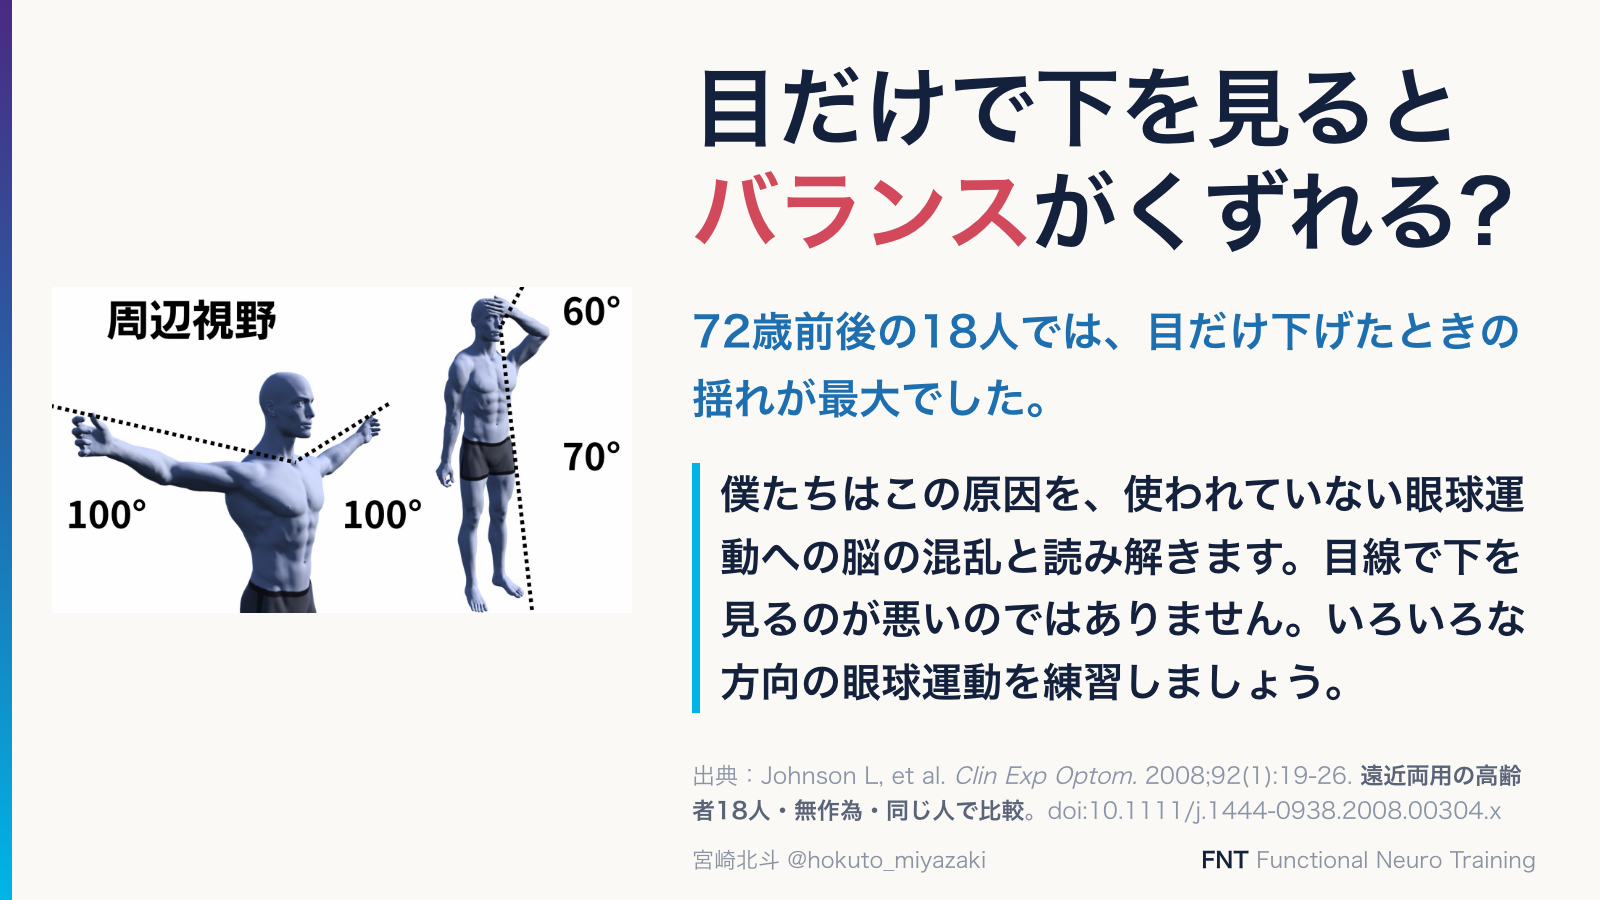 目だけで下を見ると
バランスがくずれる?
周辺視野
60°
70°
100°
100°
72歳前後の18人では、目だけ下げたときの
揺れが最大でした。
僕たちはこの原因を、使われていない眼球運
動への脳の混乱と読み解きます。目線で下を
見るのが悪いのではありません。いろいろな
方向の眼球運動を練習しましょう。
出典：Johnson L, et al. Clin Exp Optom. 2008;92(1):19-26. 遠近両用の高齢
者18人・無作為・同じ人で比較。doi:10.1111/j.1444-0938.2008.00304.x
宮崎北斗 @hokuto_miyazaki
FNT Functional Neuro Training